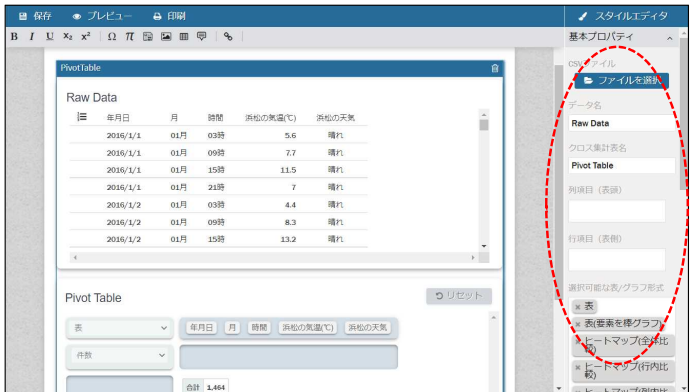 保存 プレビュー 印刷 スタイルエディタ
B I U X₂ X² Ω π
基本プロパティ
PivotTable
CSVファイル
ファイルを選択
Raw Data
データ名
Raw Data
年月日 月 時間 浜松の気温(℃) 浜松の天気
2016/1/1 01月 03時 5.6 晴れ
2016/1/1 01月 09時 7.7 晴れ
2016/1/1 01月 15時 11.5 晴れ
2016/1/1 01月 21時 7 晴れ
2016/1/2 01月 03時 4.4 晴れ
2016/1/2 01月 09時 8.3 晴れ
2016/1/2 01月 15時 13.2 晴れ
クロス集計表名
Pivot Table
列項目（表頭）
行項目（表側）
選択可能な表/グラフ形式
× 表
× 表(要素を棒グラフ)
× ヒートマップ(全体比較)
× ヒートマップ(行内比較)
Pivot Table
リセット
表
年月日 月 時間 浜松の気温(℃) 浜松の天気
件数
合計 1,464